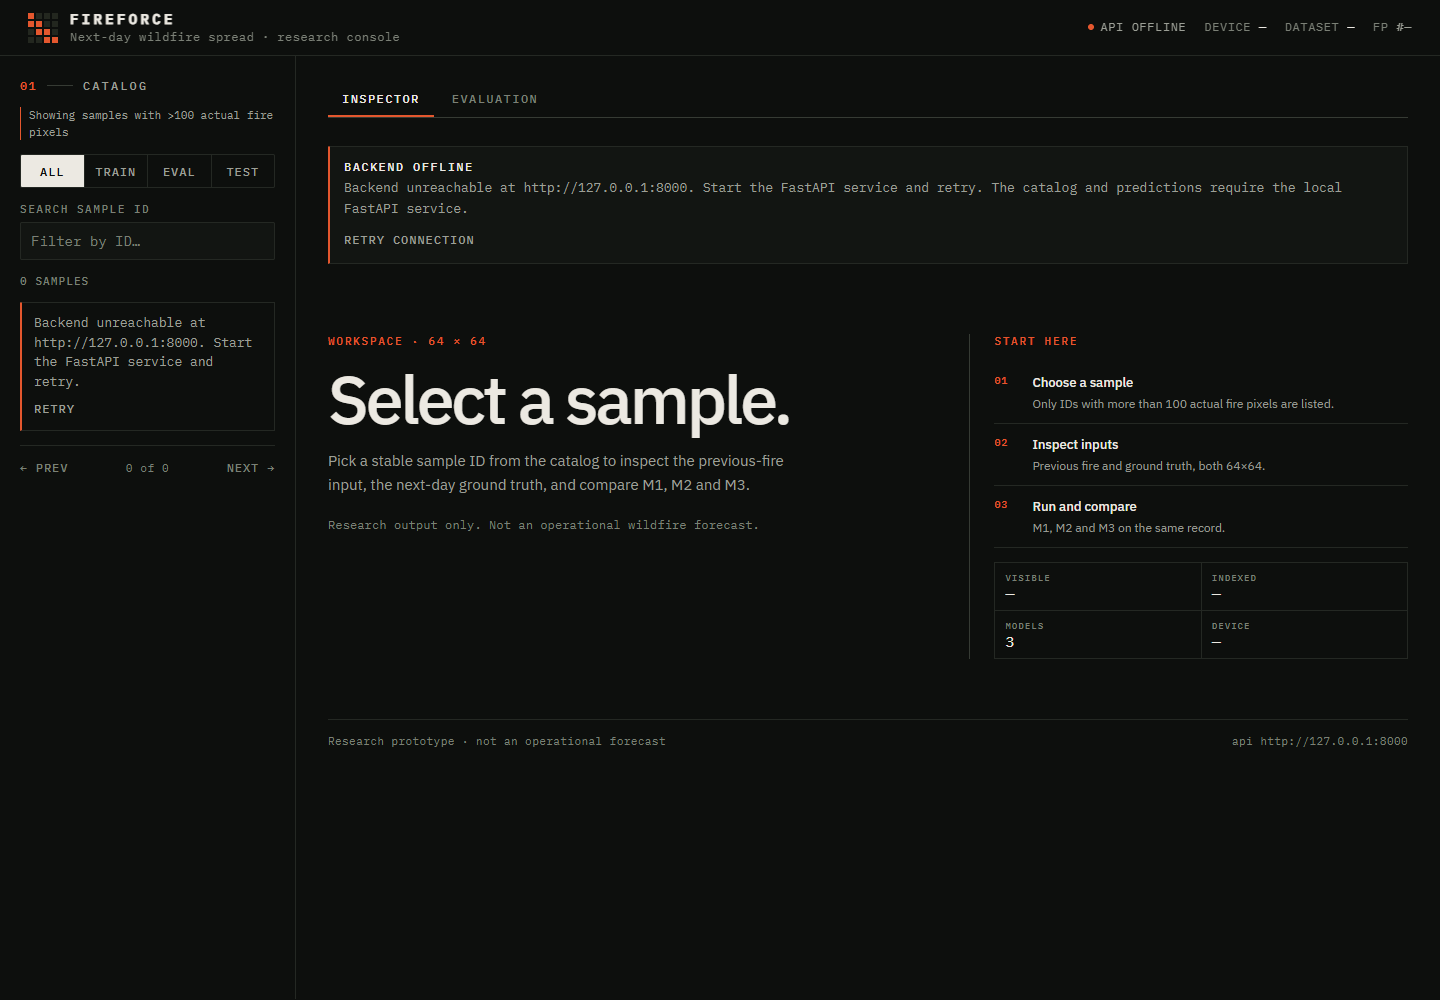 FIREFORCE
Next-day wildfire spread · research console
API OFFLINE DEVICE — DATASET — FP #—
01 CATALOG
Showing samples with >100 actual fire
pixels
ALL TRAIN EVAL TEST
SEARCH SAMPLE ID
Filter by ID…
0 SAMPLES
Backend unreachable at
http://127.0.0.1:8000. Start
the FastAPI service and
retry.
RETRY
← PREV 0 of 0 NEXT →
INSPECTOR EVALUATION
BACKEND OFFLINE
Backend unreachable at http://127.0.0.1:8000. Start the FastAPI service and retry. The catalog and predictions require the local
FastAPI service.
RETRY CONNECTION
WORKSPACE · 64 × 64
Select a sample.
Pick a stable sample ID from the catalog to inspect the previous-fire
input, the next-day ground truth, and compare M1, M2 and M3.
Research output only. Not an operational wildfire forecast.
START HERE
01 Choose a sample
Only IDs with more than 100 actual fire pixels are listed.
02 Inspect inputs
Previous fire and ground truth, both 64×64.
03 Run and compare
M1, M2 and M3 on the same record.
VISIBLE INDEXED
— —
MODELS DEVICE
3 —
Research prototype · not an operational forecast api http://127.0.0.1:8000